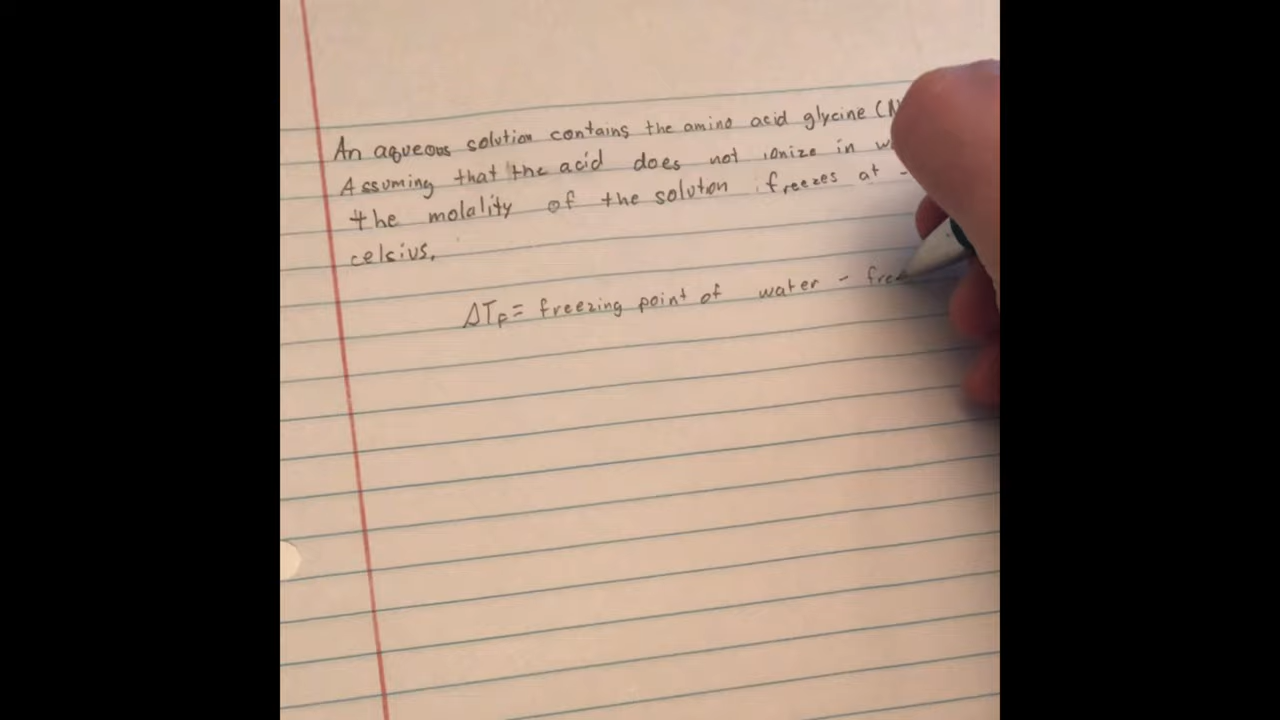 An aqueous solution contains the amino acid glycine (N
Assuming that the acid does not ionize in w
the molality of the solution freezes at -
celsius.
ΔTF = freezing point of water - free